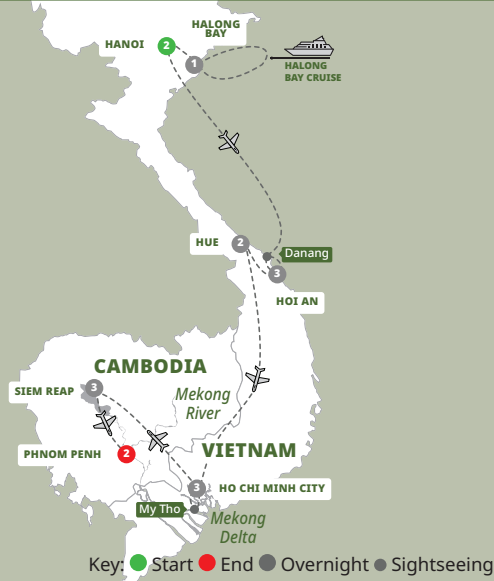 HALONG
BAY
HANOI
2
1
HALONG
BAY CRUISE
HUE
2
Danang
3
HOI AN
CAMBODIA
3
SIEM REAP
Mekong
River
PHNOM PENH
2
VIETNAM
3
HO CHI MINH CITY
My Tho
Mekong
Delta
Key: Start End Overnight Sightseeing